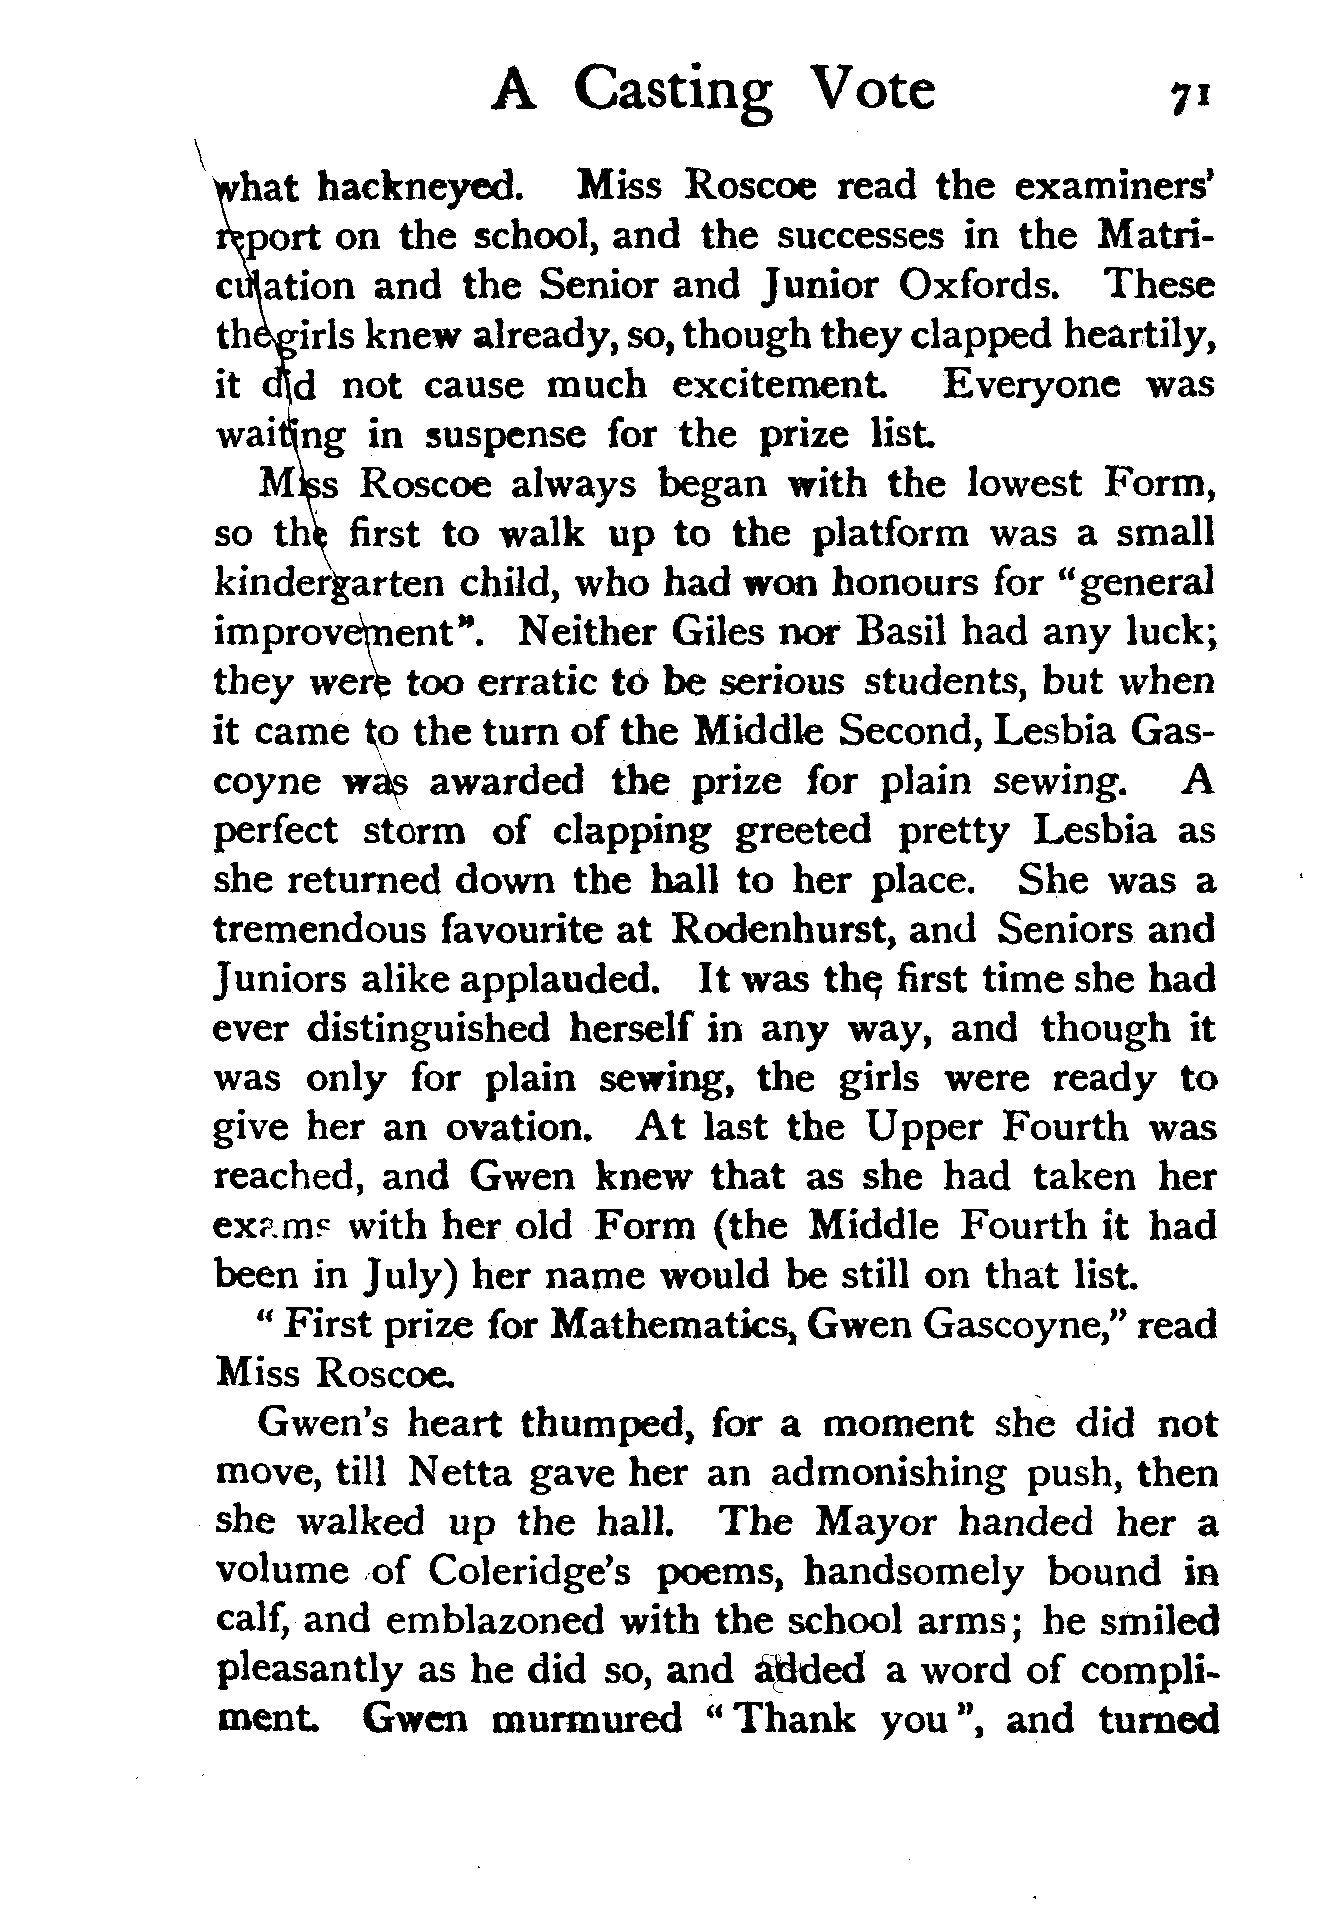 A Casting Vote 71
what hackneyed. Miss Roscoe read the examiners'
report on the school, and the successes in the Matri-
culation and the Senior and Junior Oxfords. These
the girls knew already, so, though they clapped heartily,
it did not cause much excitement. Everyone was
waiting in suspense for the prize list.
Miss Roscoe always began with the lowest Form,
so the first to walk up to the platform was a small
kindergarten child, who had won honours for "general
improvement". Neither Giles nor Basil had any luck;
they were too erratic to be serious students, but when
it came to the turn of the Middle Second, Lesbia Gas-
coyne was awarded the prize for plain sewing. A
perfect storm of clapping greeted pretty Lesbia as
she returned down the hall to her place. She was a
tremendous favourite at Rodenhurst, and Seniors and
Juniors alike applauded. It was the first time she had
ever distinguished herself in any way, and though it
was only for plain sewing, the girls were ready to
give her an ovation. At last the Upper Fourth was
reached, and Gwen knew that as she had taken her
exams with her old Form (the Middle Fourth it had
been in July) her name would be still on that list.
"First prize for Mathematics, Gwen Gascoyne," read
Miss Roscoe.
Gwen's heart thumped, for a moment she did not
move, till Netta gave her an admonishing push, then
she walked up the hall. The Mayor handed her a
volume of Coleridge's poems, handsomely bound in
calf, and emblazoned with the school arms; he smiled
pleasantly as he did so, and added a word of compli-
ment. Gwen murmured "Thank you", and turned